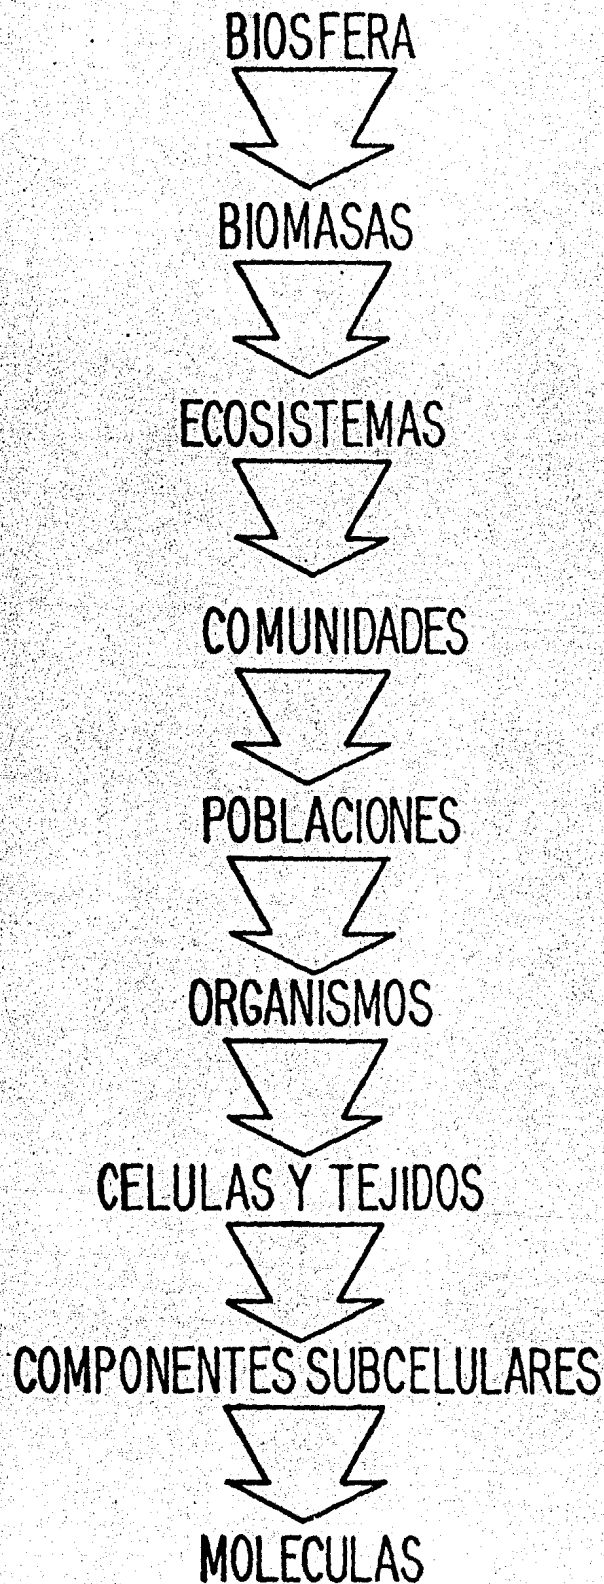 BIOSFERA
BIOMASAS
ECOSISTEMAS
COMUNIDADES
POBLACIONES
ORGANISMOS
CELULAS Y TEJIDOS
COMPONENTES SUBCELULARES
MOLECULAS